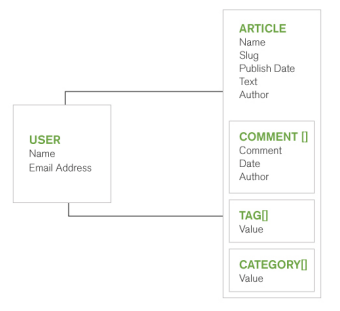 ARTICLE
Name
Slug
Publish Date
Text
Author
USER
Name
Email Address
COMMENT []
Comment
Date
Author
TAG[]
Value
CATEGORY[]
Value